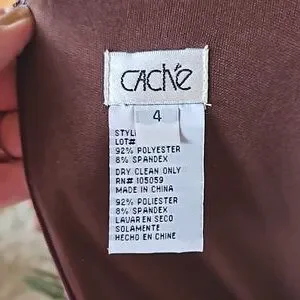 CACHÉ
4
STYL
LOT#
92% POLYESTER
8% SPANDEX
DRY CLEAN ONLY
RN# 105059
MADE IN CHINA
92% POLIESTER
8% SPANDEX
LAVAR EN SECO
SOLAMENTE
HECHO EN CHINE